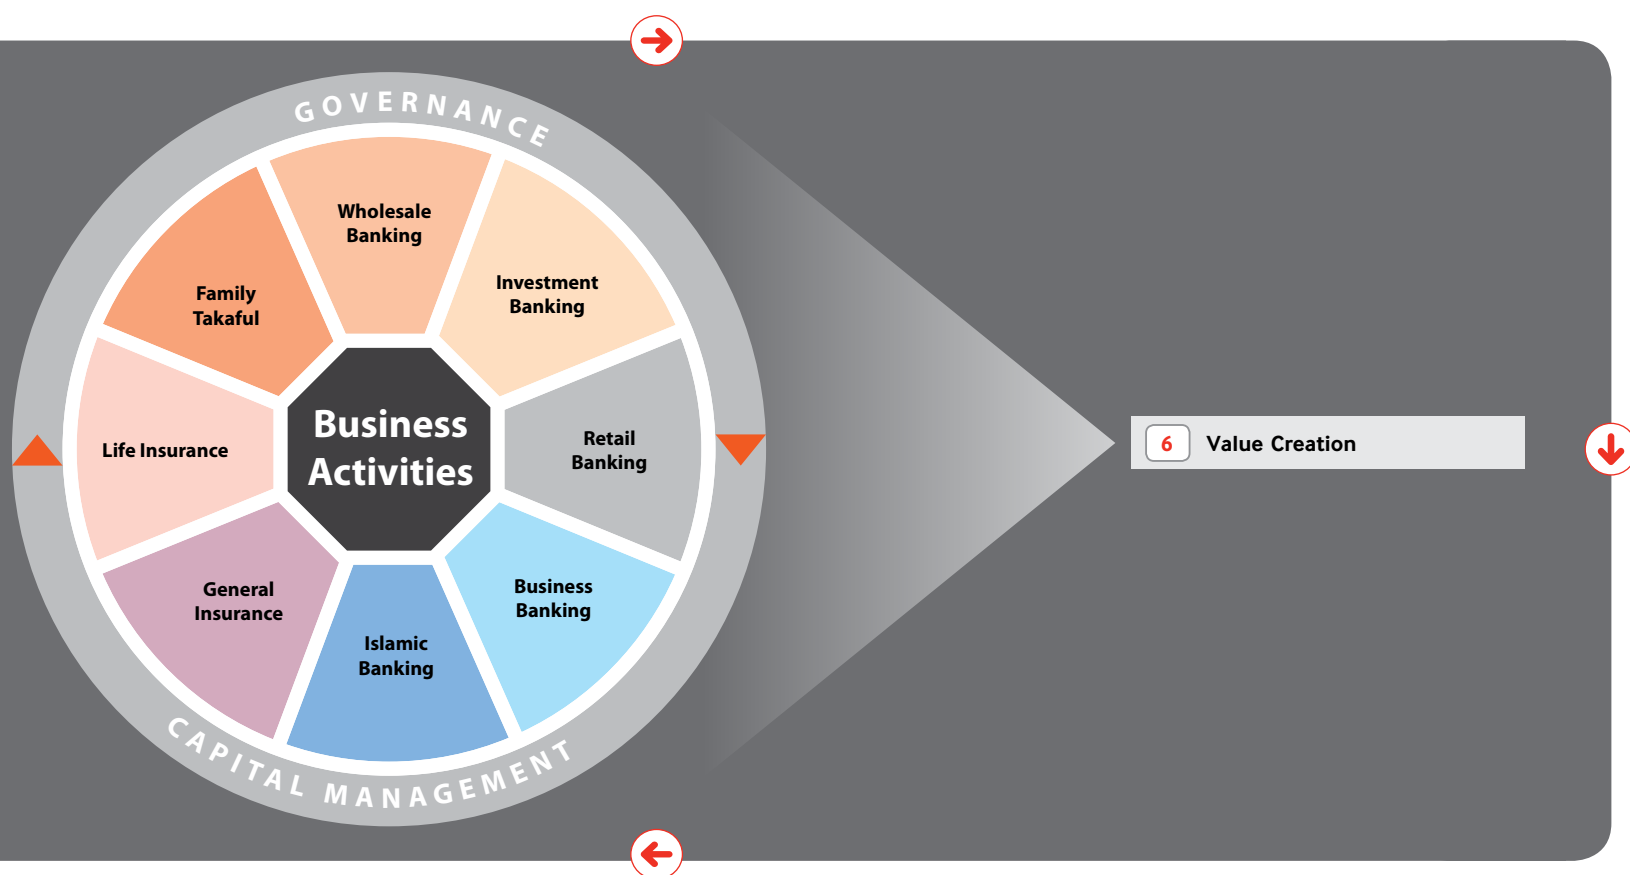 GOVERNANCE
Wholesale
Banking
Investment
Banking
Family
Takaful
Business
Activities
Retail
Banking
Life Insurance
6 Value Creation
General
Insurance
Business
Banking
Islamic
Banking
CAPITAL MANAGEMENT